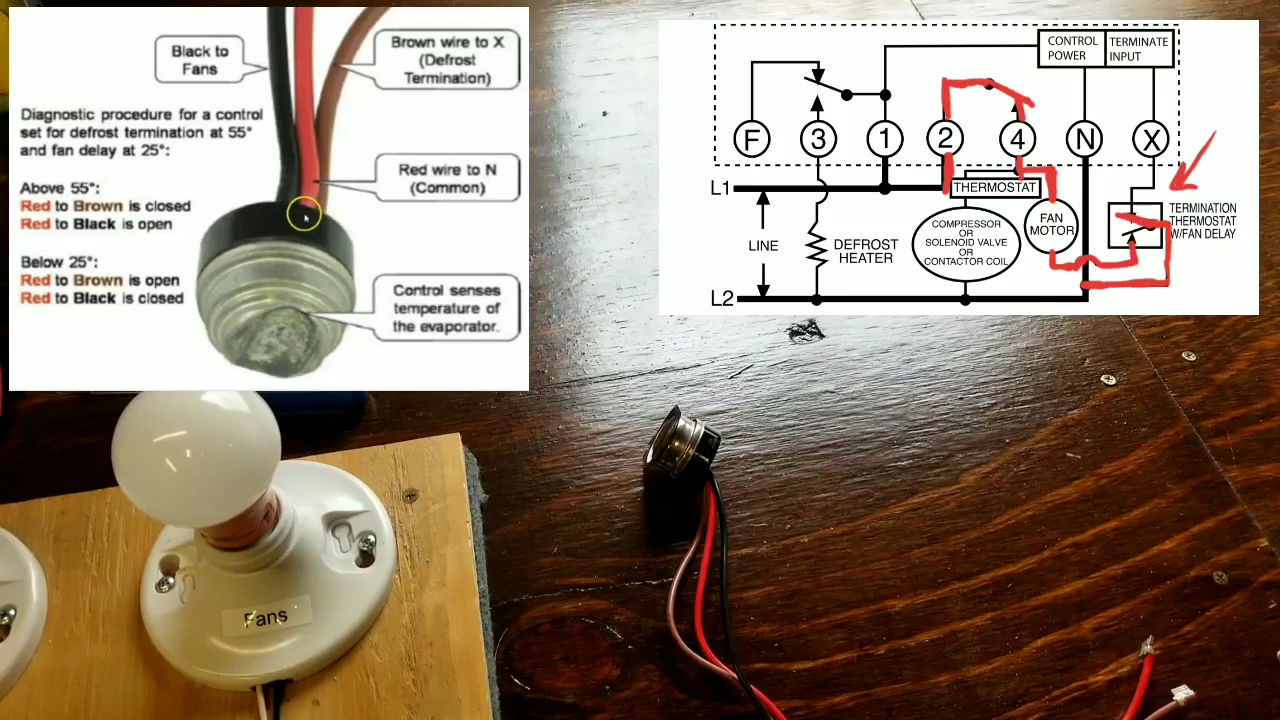 Black to
Fans
Brown wire to X
(Defrost
Termination)
Diagnostic procedure for a control
set for defrost termination at 55°
and fan delay at 25°:
Above 55°:
Red to Brown is closed
Red to Black is open
Red wire to N
(Common)
Below 25°:
Red to Brown is open
Red to Black is closed
Control senses
temperature of
the evaporator.
CONTROL
POWER
TERMINATE
INPUT
F 3 1 2 4 N X
L1
THERMOSTAT
LINE
DEFROST
HEATER
COMPRESSOR
OR
SOLENOID VALVE
OR
CONTACTOR COIL
FAN
MOTOR
TERMINATION
THERMOSTAT
W/FAN DELAY
L2
Fans